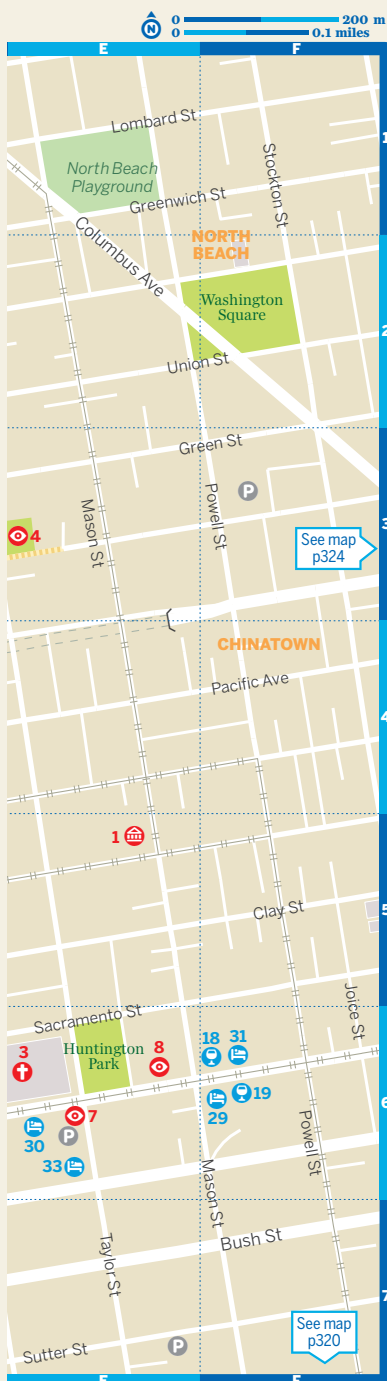 N
0
200 m
0
0.1 miles
E
F
Lombard St
1
North Beach
Playground
Stockton St
Greenwich St
Columbus Ave
NORTH
BEACH
Washington
Square
2
Union St
Green St
P
Powell St
Mason St
4
3
See map
p324
CHINATOWN
Pacific Ave
4
1
5
Clay St
Joice St
Sacramento St
3
Huntington
Park
8
18
31
6
7
29
19
30
P
33
Powell St
Mason St
Bush St
Taylor St
7
See map
p320
P
Sutter St
E
F